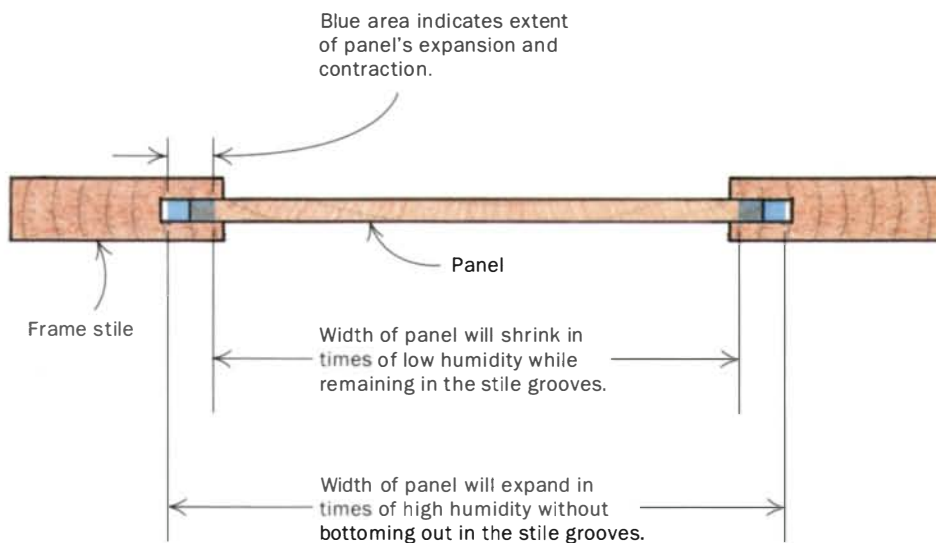 Blue area indicates extent
of panel's expansion and
contraction.
Panel
Frame stile
Width of panel will shrink in
times of low humidity while
remaining in the stile grooves.
Width of panel will expand in
times of high humidity without
bottoming out in the stile grooves.